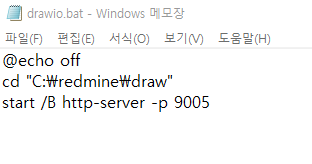 drawio.bat - Windows 메모장
파일(F) 편집(E) 서식(O) 보기(V) 도움말(H)
@echo off
cd "C:₩redmine₩draw"
start /B http-server -p 9005